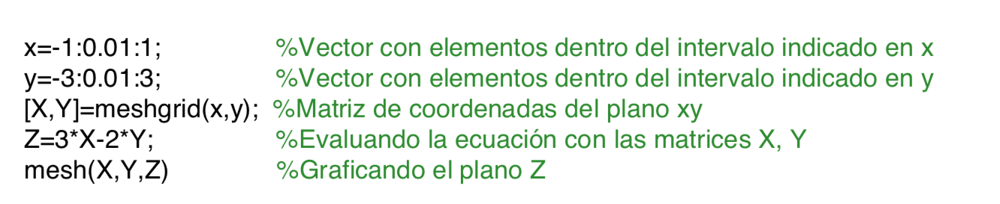 x=-1:0.01:1; %Vector con elementos dentro del intervalo indicado en x
y=-3:0.01:3; %Vector con elementos dentro del intervalo indicado en y
[X,Y]=meshgrid(x,y); %Matriz de coordenadas del plano xy
Z=3*X-2*Y; %Evaluando la ecuación con las matrices X, Y
mesh(X,Y,Z) %Graficando el plano Z